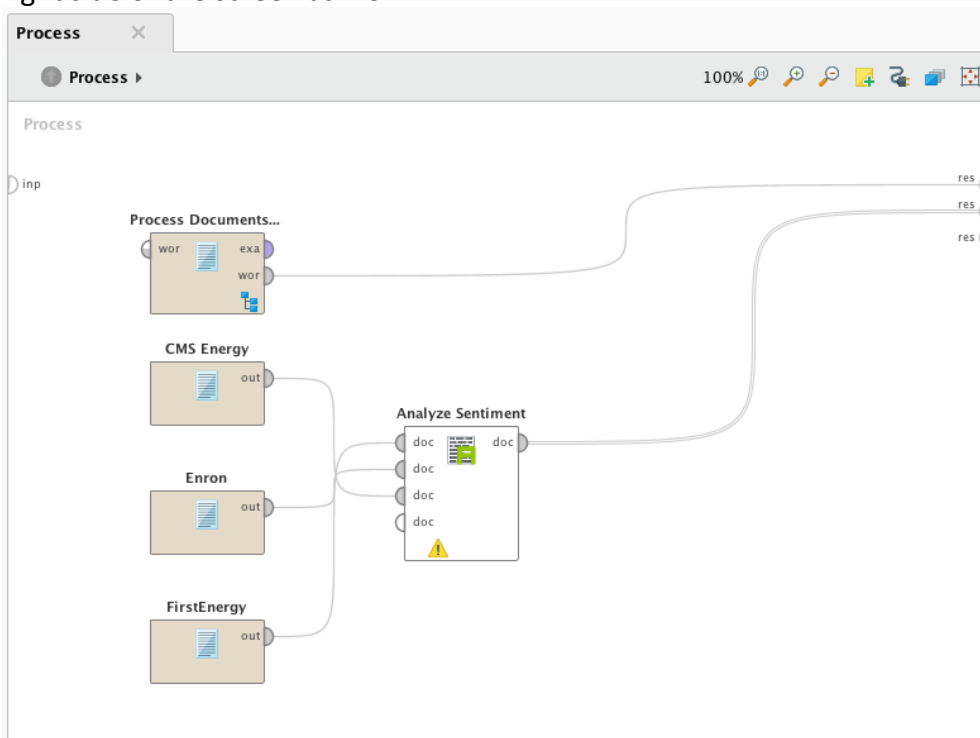 Process
Process
100%
Process
inp
res
res
res
Process Documents...
wor
exa
wor
CMS Energy
out
Analyze Sentiment
doc
doc
doc
doc
doc
Enron
out
FirstEnergy
out